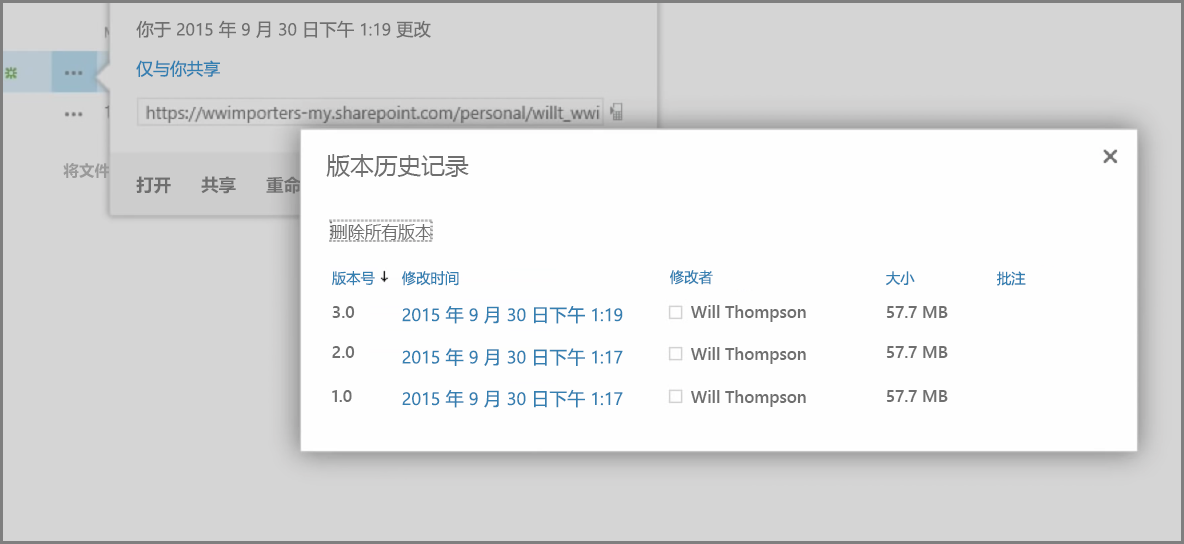 你于 2015 年 9 月 30 日下午 1:19 更改
仅与你共享
https://wwimporters-my.sharepoint.com/personal/willt_wwi
将文件
打开 共享 重命
版本历史记录
删除所有版本
版本号 修改时间 修改者 大小 批注
3.0 2015 年 9 月 30 日下午 1:19 Will Thompson 57.7 MB
2.0 2015 年 9 月 30 日下午 1:17 Will Thompson 57.7 MB
1.0 2015 年 9 月 30 日下午 1:17 Will Thompson 57.7 MB